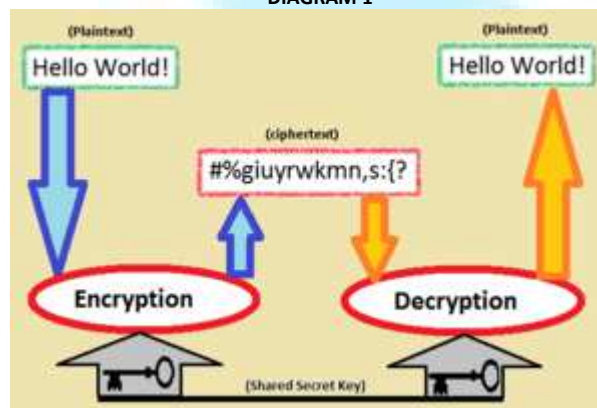 DIAGRAM 1
(Plaintext)
(Plaintext)
Hello World!
Hello World!
(ciphertext)
#%giuyrwkmn,s:{?
Encryption
Decryption
(Shared Secret Key)